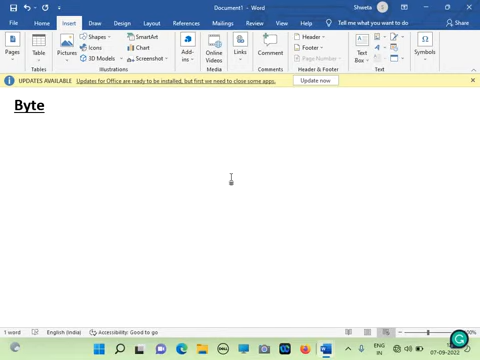 Document1 - Word
Shweta S
File Home Insert Draw Design Layout References Mailings Review View Help Tell me what you want to do Share
Pages
Table
Pictures
Shapes
Icons
3D Models
SmartArt
Chart
Screenshot
Add-ins
Online Videos
Links
Comment
Header
Footer
Page Number
Text Box
Symbols
Tables Illustrations Media Comments Header & Footer Text
UPDATES AVAILABLE Updates for Office are ready to be installed, but first we need to close some apps. Update now
Byte
1 word English (India) Accessibility: Good to go
ENG
IN
07-09-2022